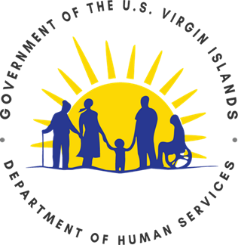 GOVERNMENT OF THE U.S. VIRGIN ISLANDS
DEPARTMENT OF HUMAN SERVICES